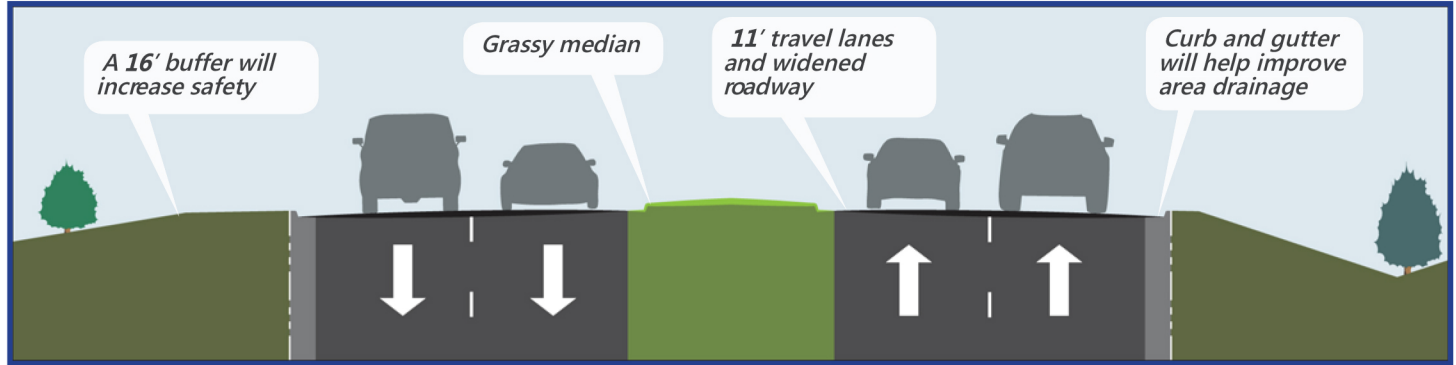 A 16′ buffer will
increase safety
Grassy median
11′ travel lanes
and widened
roadway
Curb and gutter
will help improve
area drainage